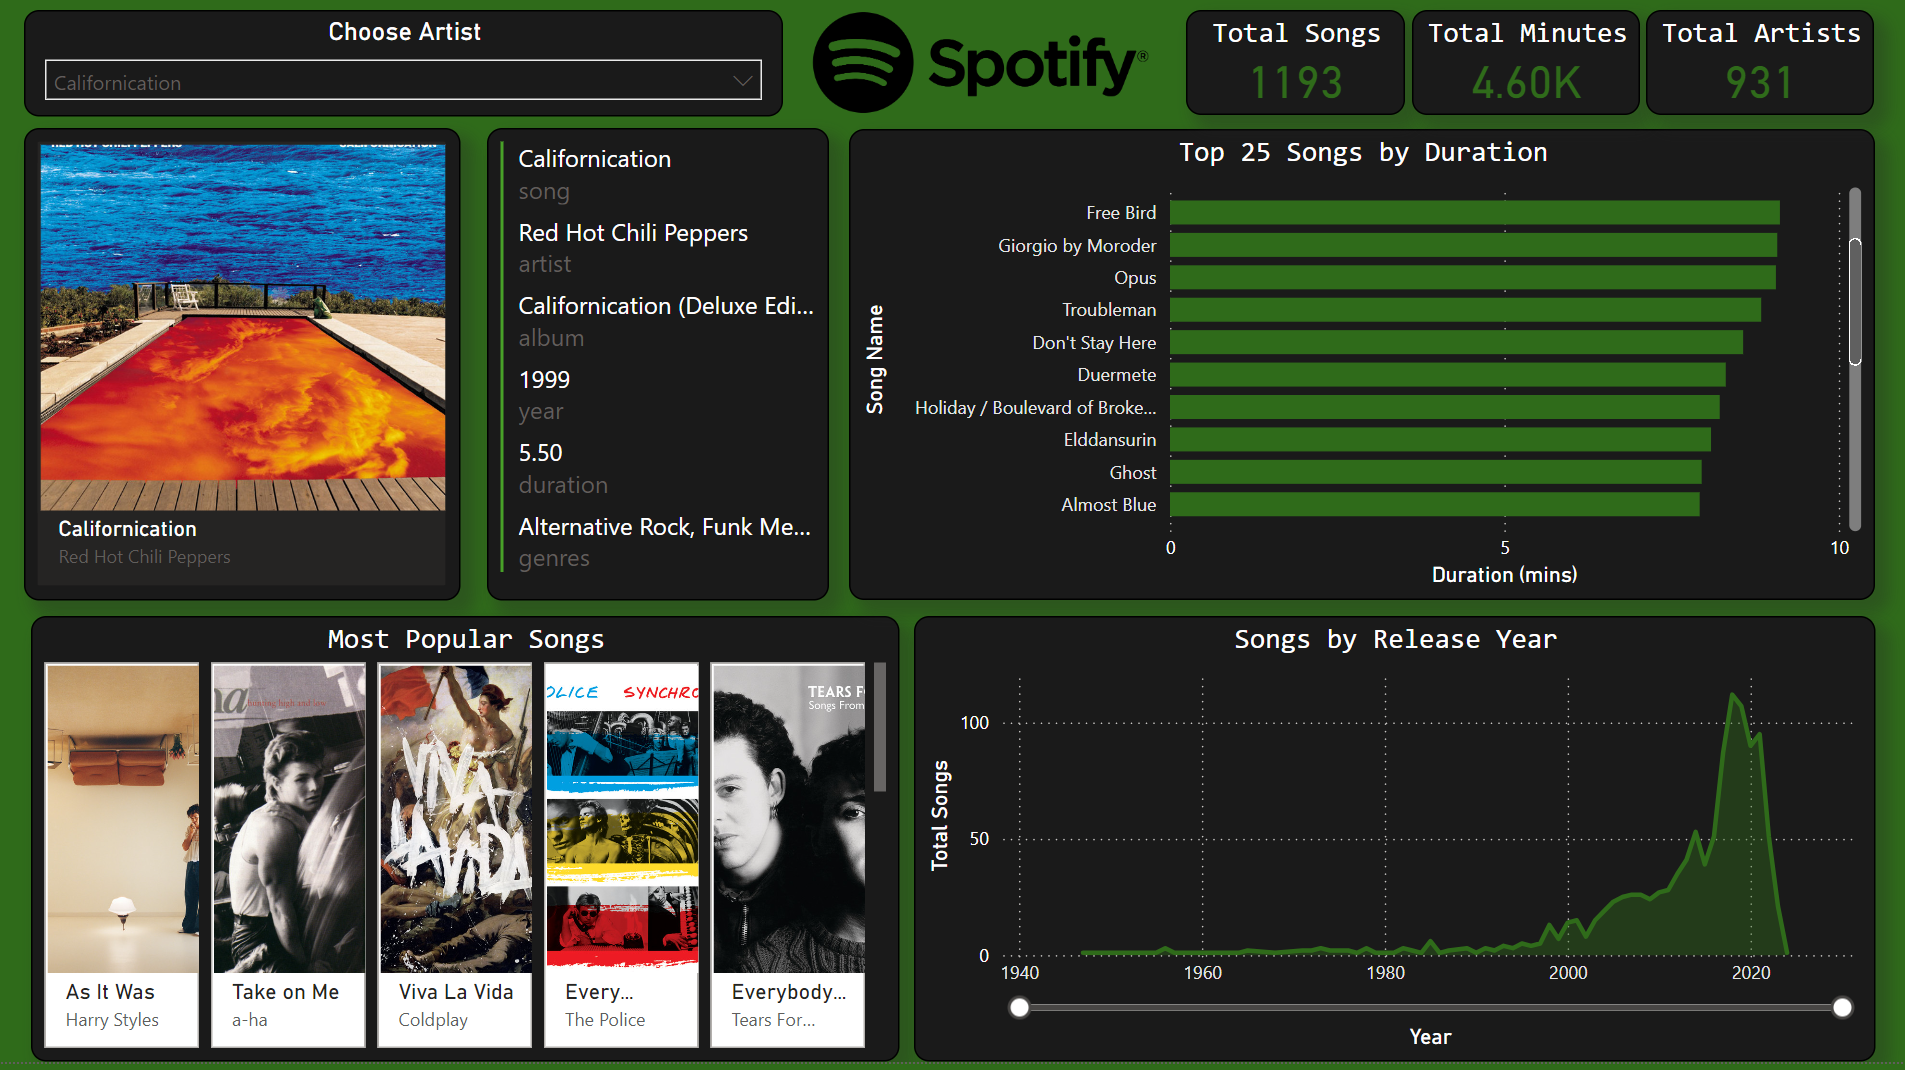 Choose Artist
Californication
Spotify®
Total Songs
1193
Total Minutes
4.60K
Total Artists
931
RED HOT CHILI PEPPERS
CALIFORNICATION
Californication
Red Hot Chili Peppers
Californication
song
Red Hot Chili Peppers
artist
Californication (Deluxe Edi...
album
1999
year
5.50
duration
Alternative Rock, Funk Me...
genres
Top 25 Songs by Duration
Song Name
Free Bird
Giorgio by Moroder
Opus
Troubleman
Don't Stay Here
Duermete
Holiday / Boulevard of Broke...
Elddansurin
Ghost
Almost Blue
0
5
10
Duration (mins)
Most Popular Songs
As It Was
Harry Styles
a
hunting high and low
Take on Me
a-ha
VIVA
LA VIDA
Viva La Vida
Coldplay
OLICE SYNCHRO
Every...
The Police
TEARS F
Songs From
Everybody...
Tears For...
Songs by Release Year
Total Songs
100
50
0
1940
1960
1980
2000
2020
Year